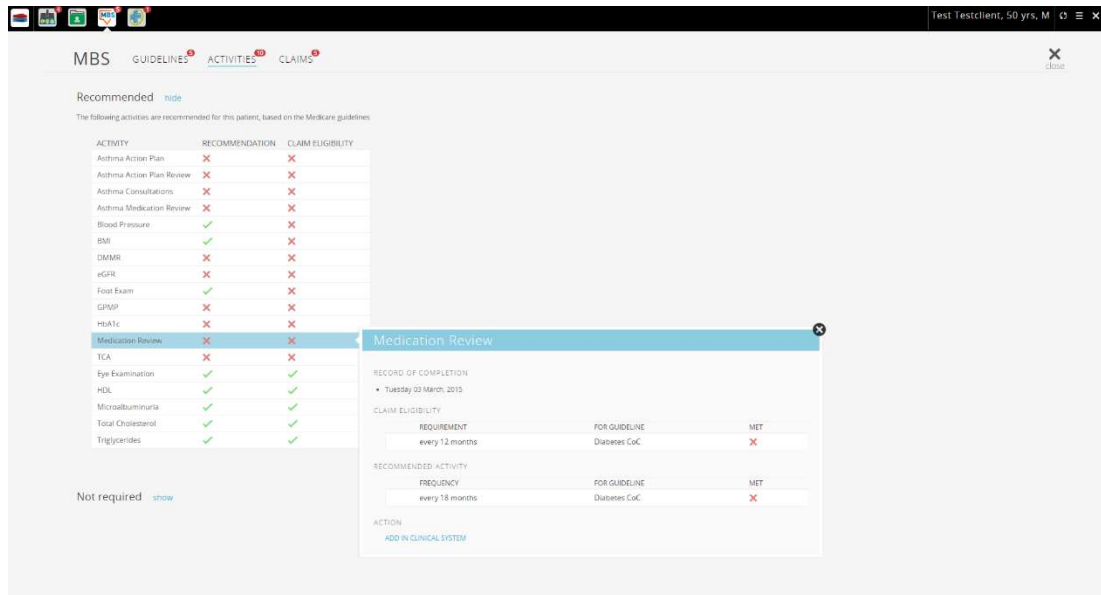 Test Testclient, 50 yrs, M
MBS GUIDELINES 5 ACTIVITIES 10 CLAIMS 5
close
Recommended hide
The following activities are recommended for this patient, based on the Medicare guidelines
ACTIVITY RECOMMENDATION CLAIM ELIGIBILITY
Asthma Action Plan
Asthma Action Plan Review
Asthma Consultations
Asthma Medication Review
Blood Pressure
BMI
DMMR
eGFR
Foot Exam
GPMP
HbA1c
Medication Review
TCA
Eye Examination
HDL
Microalbuminuria
Total Cholesterol
Triglycerides
Not required show
Medication Review
RECORD OF COMPLETION
• Tuesday 03 March, 2015
CLAIM ELIGIBILITY
REQUIREMENT FOR GUIDELINE MET
every 12 months Diabetes CoC
RECOMMENDED ACTIVITY
FREQUENCY FOR GUIDELINE MET
every 18 months Diabetes CoC
ACTION
ADD IN CLINICAL SYSTEM